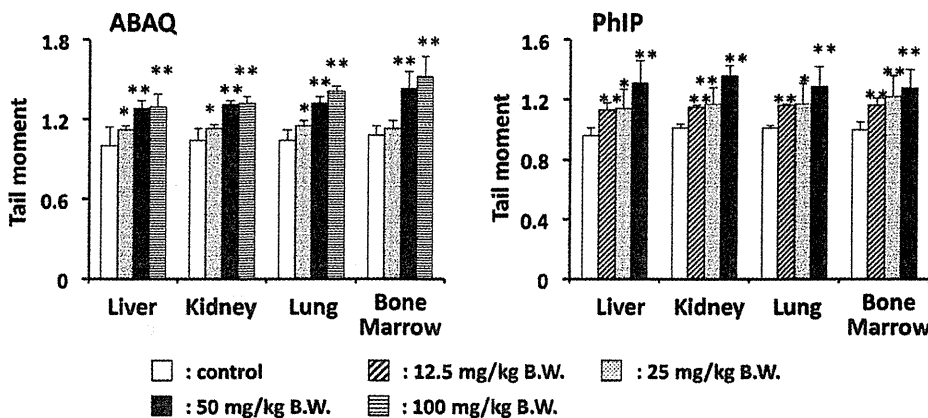 ABAQ
Tail moment
1.8
1.2
0.6
0
* ** **
* ** **
* ** **
** **
Liver Kidney Lung Bone Marrow
PhIP
Tail moment
1.6
1.2
0.8
0.4
0
** * **
** ** **
** * **
** ** **
Liver Kidney Lung Bone Marrow
: control
: 12.5 mg/kg B.W.
: 25 mg/kg B.W.
: 50 mg/kg B.W.
: 100 mg/kg B.W.